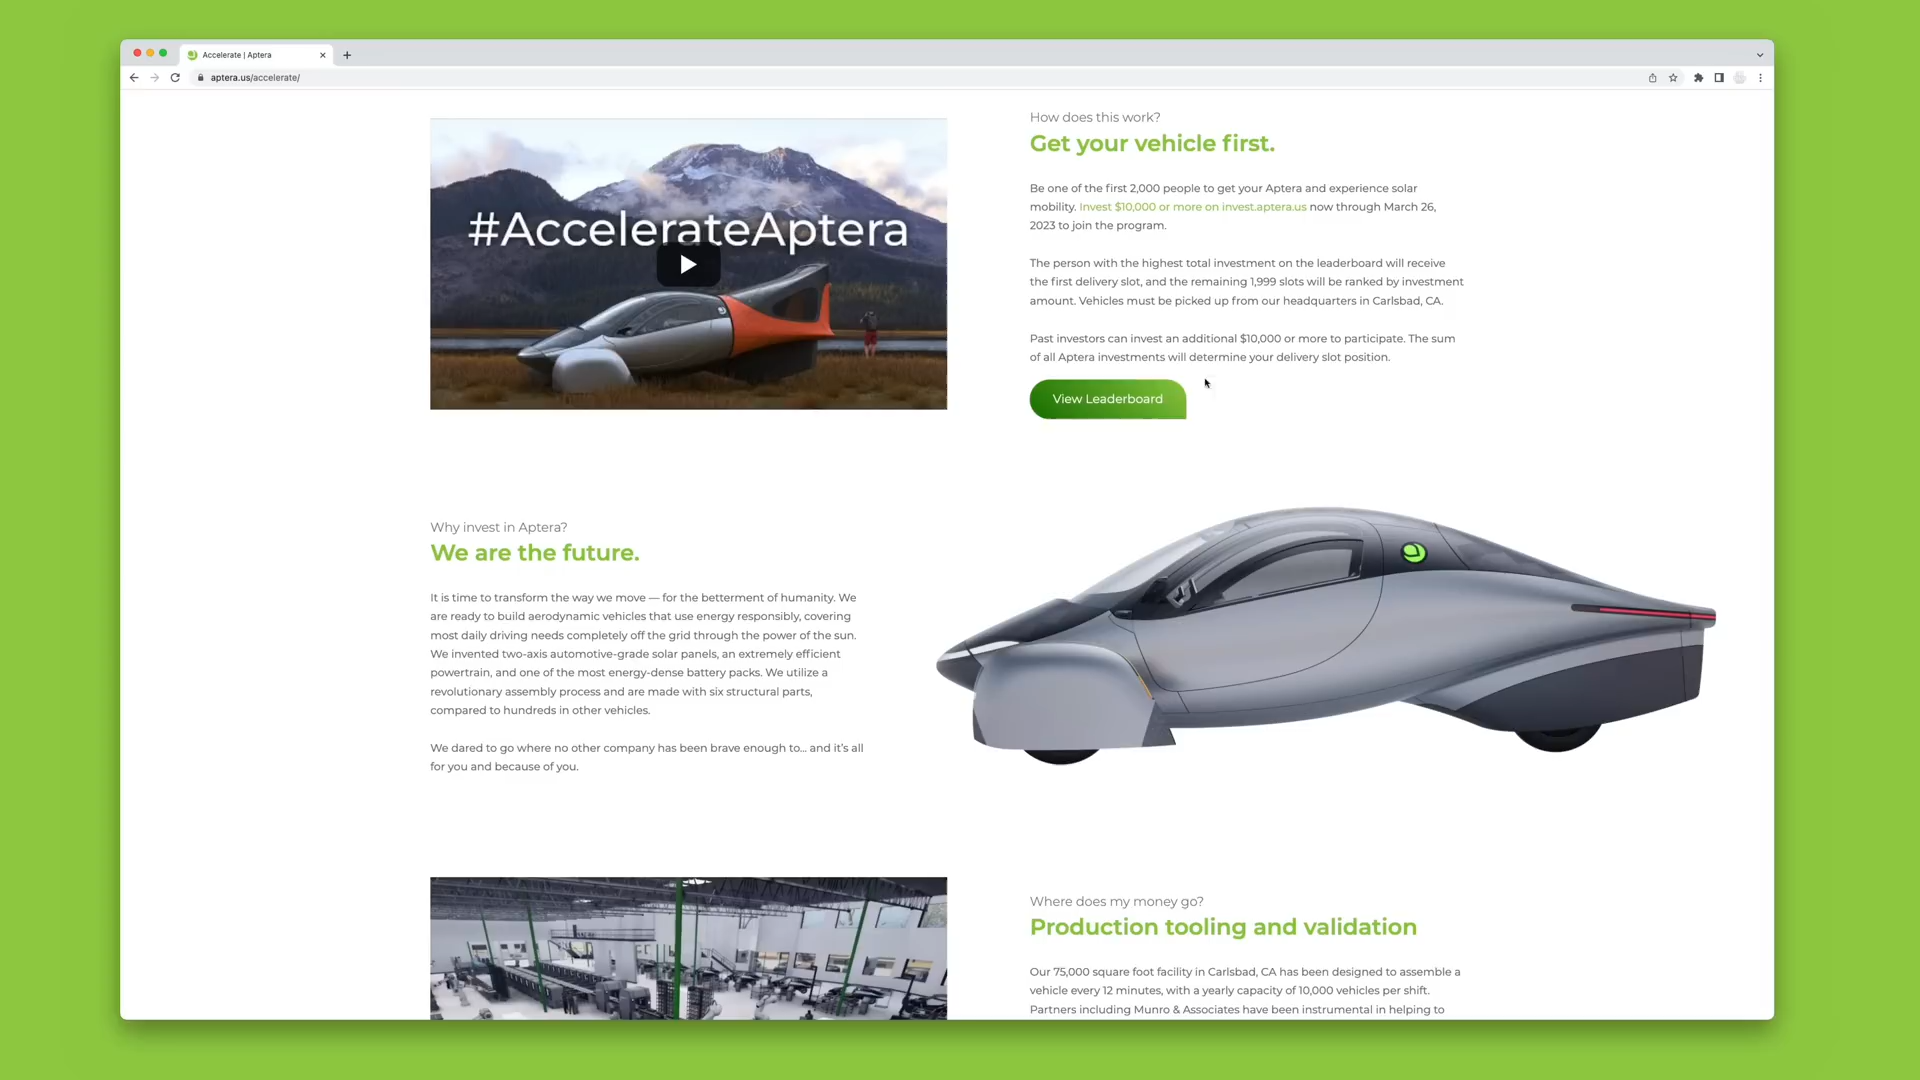 Accelerate | Aptera
aptera.us/accelerate/
#AccelerateAptera
How does this work?
Get your vehicle first.
Be one of the first 2,000 people to get your Aptera and experience solar
mobility. Invest $10,000 or more on invest.aptera.us now through March 26,
2023 to join the program.
The person with the highest total investment on the leaderboard will receive
the first delivery slot, and the remaining 1,999 slots will be ranked by investment
amount. Vehicles must be picked up from our headquarters in Carlsbad, CA.
Past investors can invest an additional $10,000 or more to participate. The sum
of all Aptera investments will determine your delivery slot position.
View Leaderboard
Why invest in Aptera?
We are the future.
It is time to transform the way we move — for the betterment of humanity. We
are ready to build aerodynamic vehicles that use energy responsibly, covering
most daily driving needs completely off the grid through the power of the sun.
We invented two-axis automotive-grade solar panels, an extremely efficient
powertrain, and one of the most energy-dense battery packs. We utilize a
revolutionary assembly process and are made with six structural parts,
compared to hundreds in other vehicles.
We dared to go where no other company has been brave enough to... and it's all
for you and because of you.
Where does my money go?
Production tooling and validation
Our 75,000 square foot facility in Carlsbad, CA has been designed to assemble a
vehicle every 12 minutes, with a yearly capacity of 10,000 vehicles per shift.
Partners including Munro & Associates have been instrumental in helping to